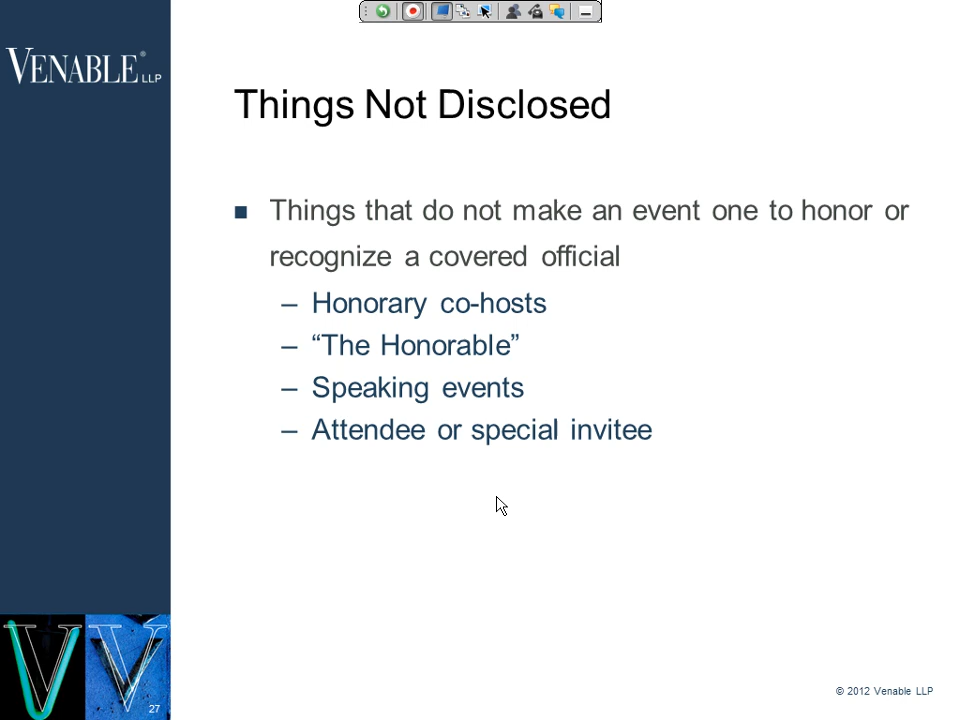 VENABLE® LLP
Things Not Disclosed
■ Things that do not make an event one to honor or
recognize a covered official
– Honorary co-hosts
– “The Honorable”
– Speaking events
– Attendee or special invitee
© 2012 Venable LLP
27